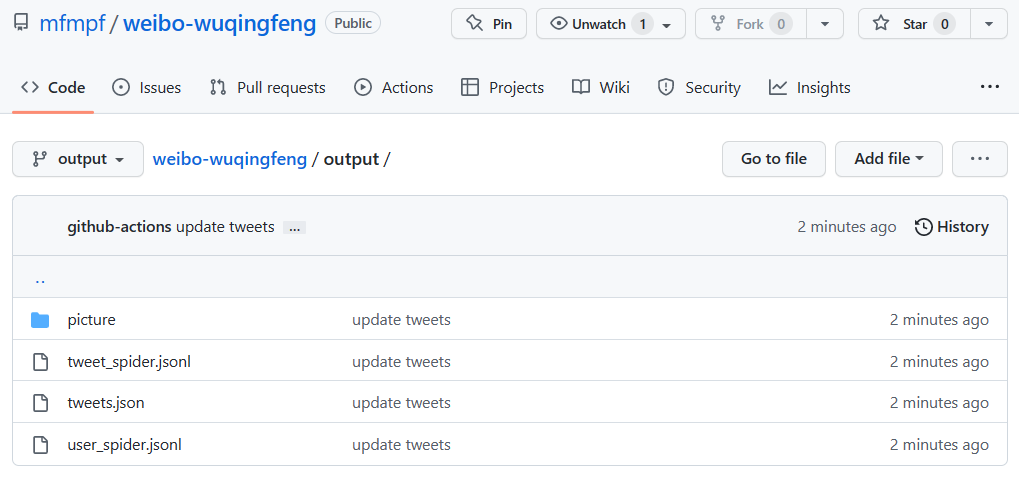 mfmpf / weibo-wuqingfeng Public Pin Unwatch 1 Fork 0 Star 0
Code Issues Pull requests Actions Projects Wiki Security Insights ...
output weibo-wuqingfeng / output / Go to file Add file ...
github-actions update tweets ... 2 minutes ago History
..
picture update tweets 2 minutes ago
tweet_spider.jsonl update tweets 2 minutes ago
tweets.json update tweets 2 minutes ago
user_spider.jsonl update tweets 2 minutes ago